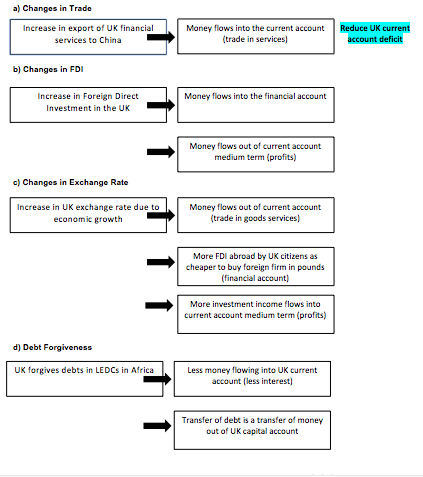 a) Changes in Trade
Increase in export of UK financial
services to China
Money flows into the current account
(trade in services)
Reduce UK current
account deficit
b) Changes in FDI
Increase in Foreign Direct
Investment in the UK
Money flows into the financial account
Money flows out of current account
medium term (profits)
c) Changes in Exchange Rate
Increase in UK exchange rate due to
economic growth
Money flows out of current account
(trade in goods services)
More FDI abroad by UK citizens as
cheaper to buy foreign firm in pounds
(financial account)
More investment income flows into
current account medium term (profits)
d) Debt Forgiveness
UK forgives debts in LEDCs in Africa
Less money flowing into UK current
account (less interest)
Transfer of debt is a transfer of money
out of UK capital account